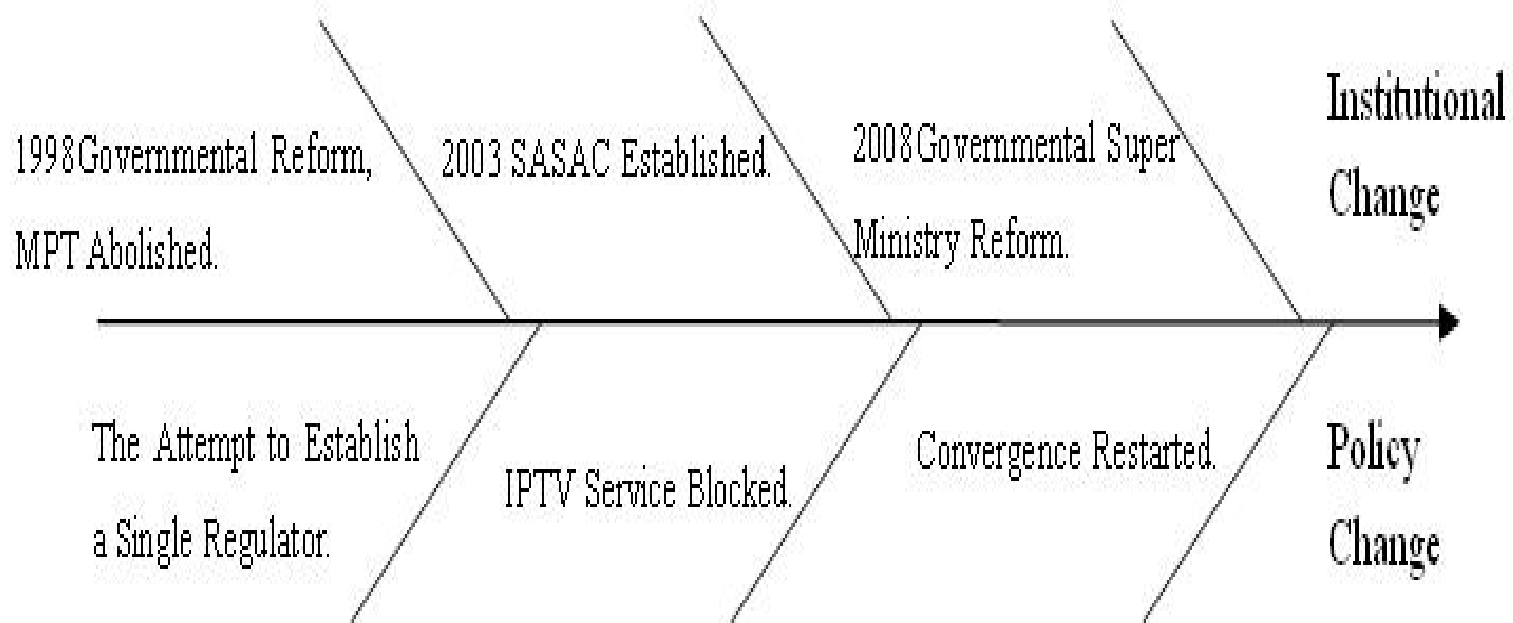 1998Governmental Reform,
MPT Abolished.
2003 SASAC Established.
2008Governmental Super
Ministry Reform.
Institutional
Change
The Attempt to Establish
a Single Regulator.
IPTV Service Blocked.
Convergence Restarted.
Policy
Change